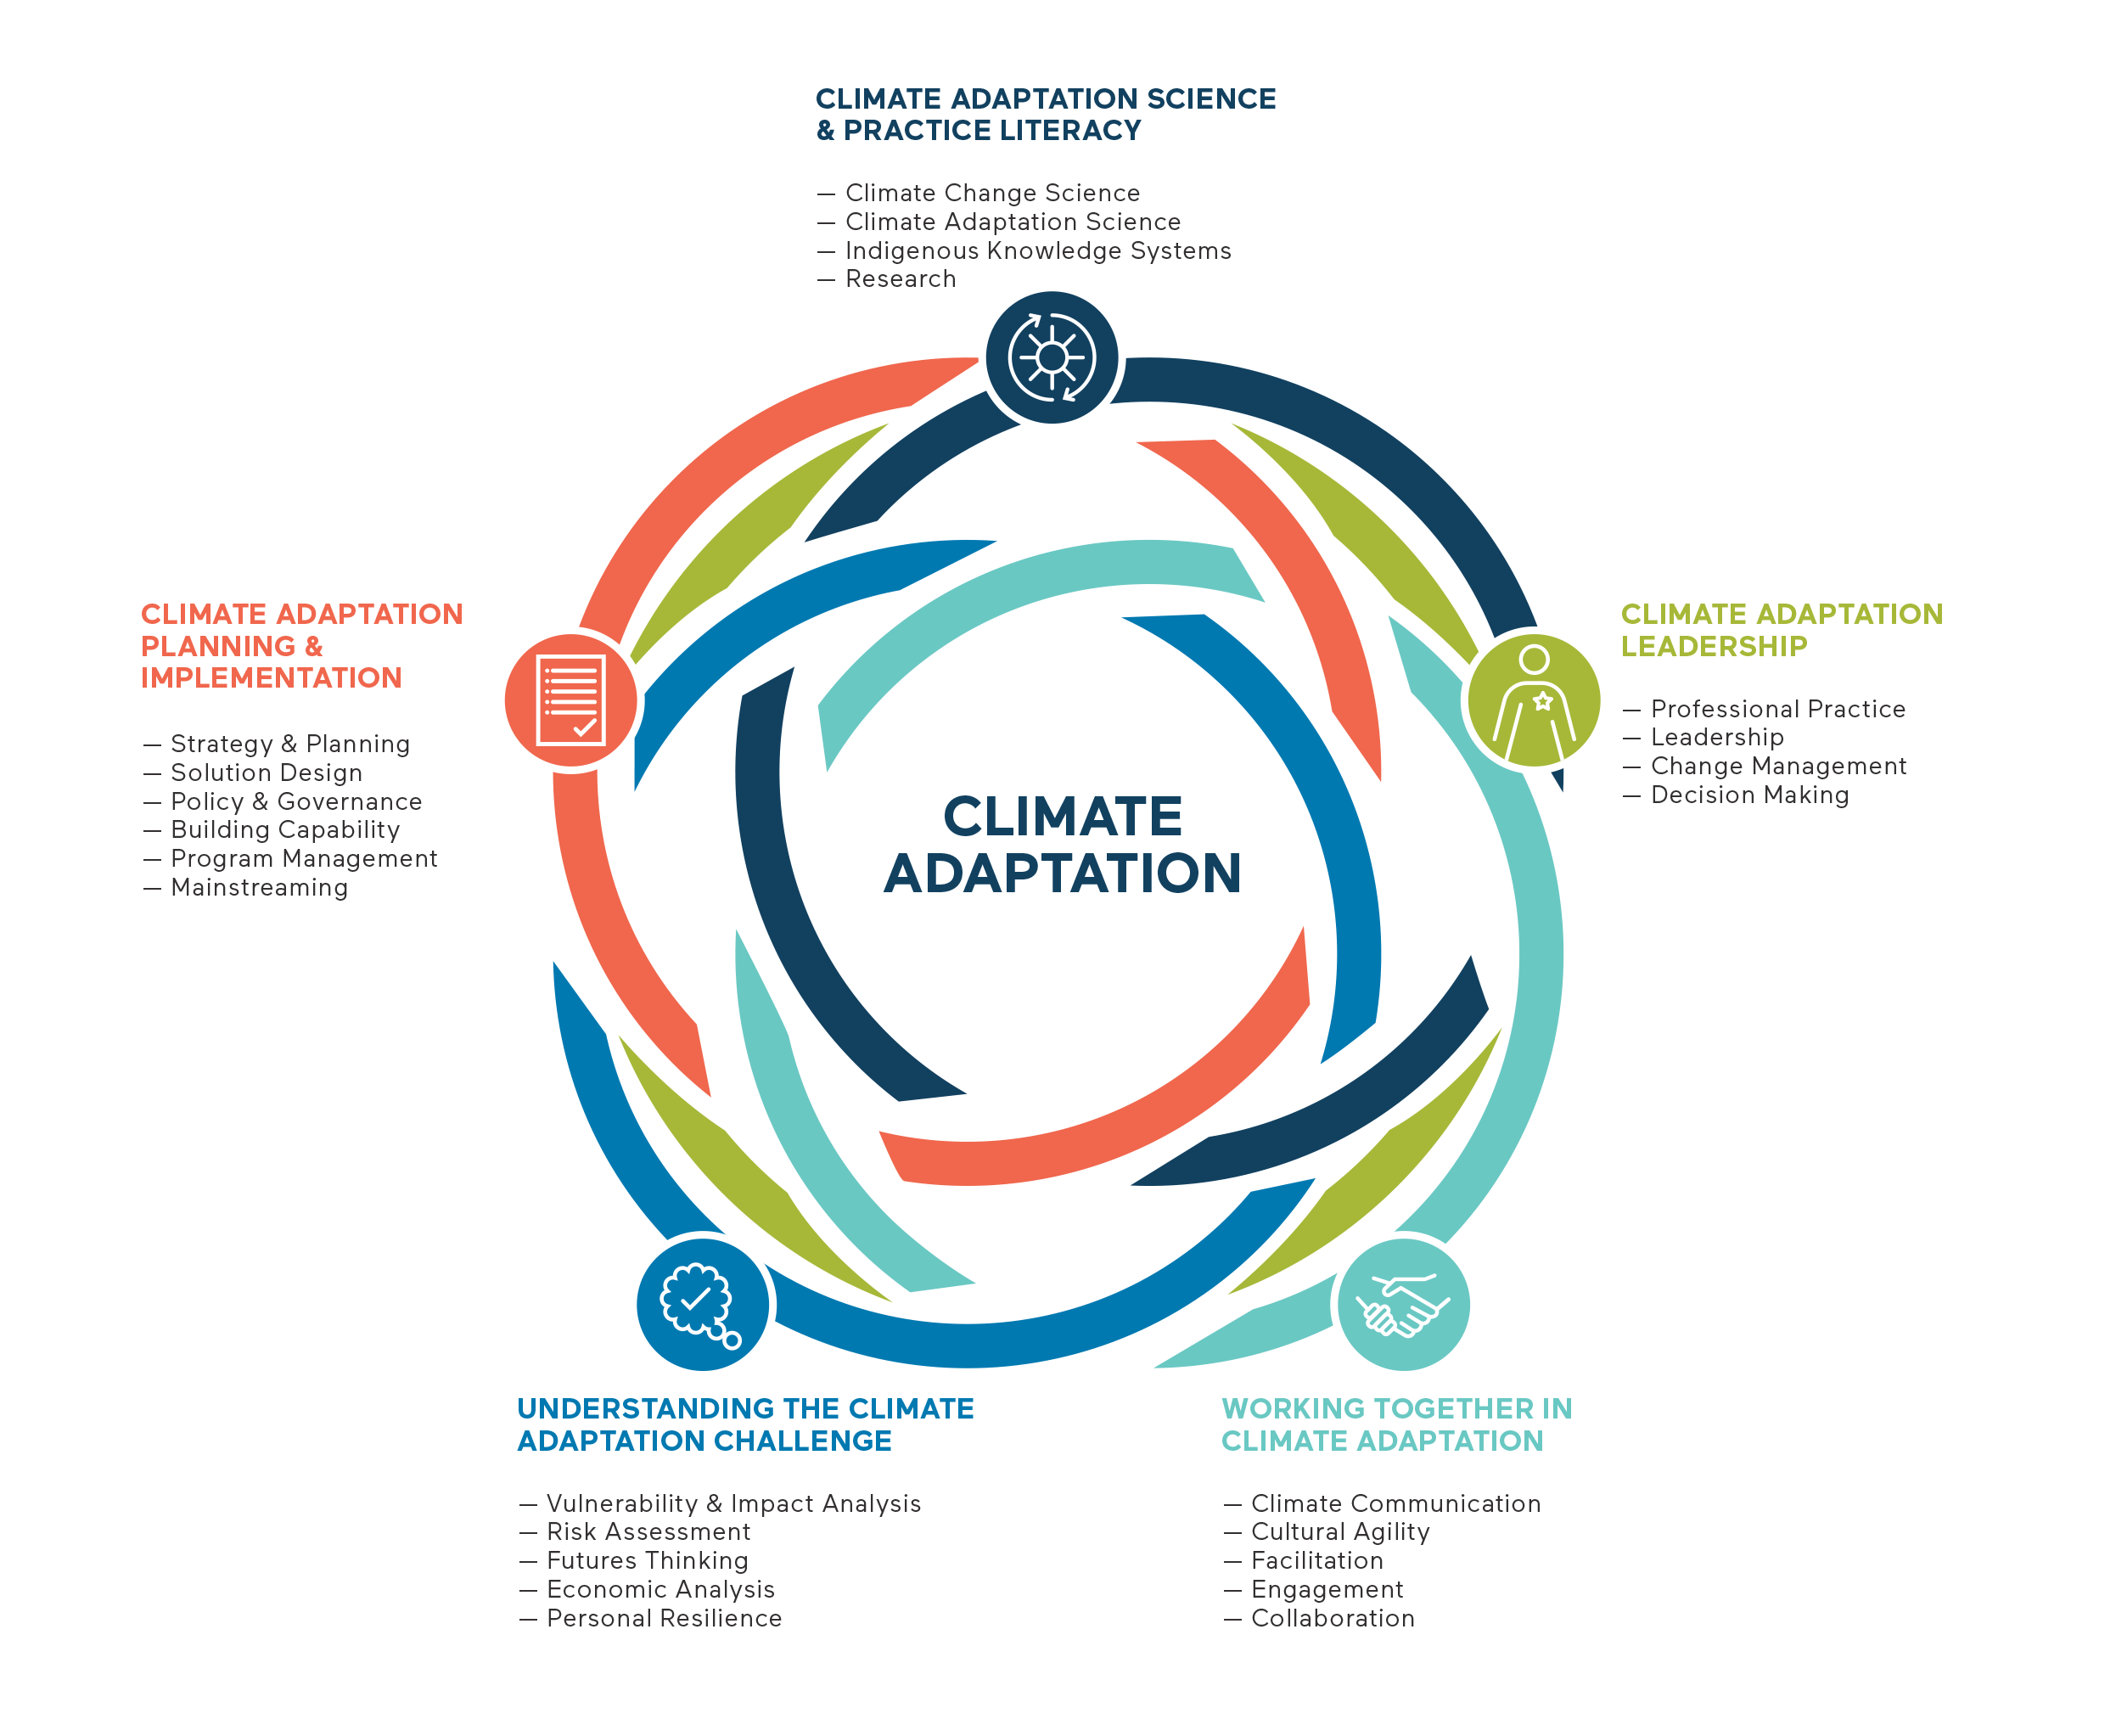 CLIMATE ADAPTATION SCIENCE
& PRACTICE LITERACY
— Climate Change Science
— Climate Adaptation Science
— Indigenous Knowledge Systems
— Research
CLIMATE ADAPTATION
PLANNING &
IMPLEMENTATION
— Strategy & Planning
— Solution Design
— Policy & Governance
— Building Capability
— Program Management
— Mainstreaming
CLIMATE ADAPTATION
LEADERSHIP
— Professional Practice
— Leadership
— Change Management
— Decision Making
CLIMATE
ADAPTATION
UNDERSTANDING THE CLIMATE
ADAPTATION CHALLENGE
— Vulnerability & Impact Analysis
— Risk Assessment
— Futures Thinking
— Economic Analysis
— Personal Resilience
WORKING TOGETHER IN
CLIMATE ADAPTATION
— Climate Communication
— Cultural Agility
— Facilitation
— Engagement
— Collaboration